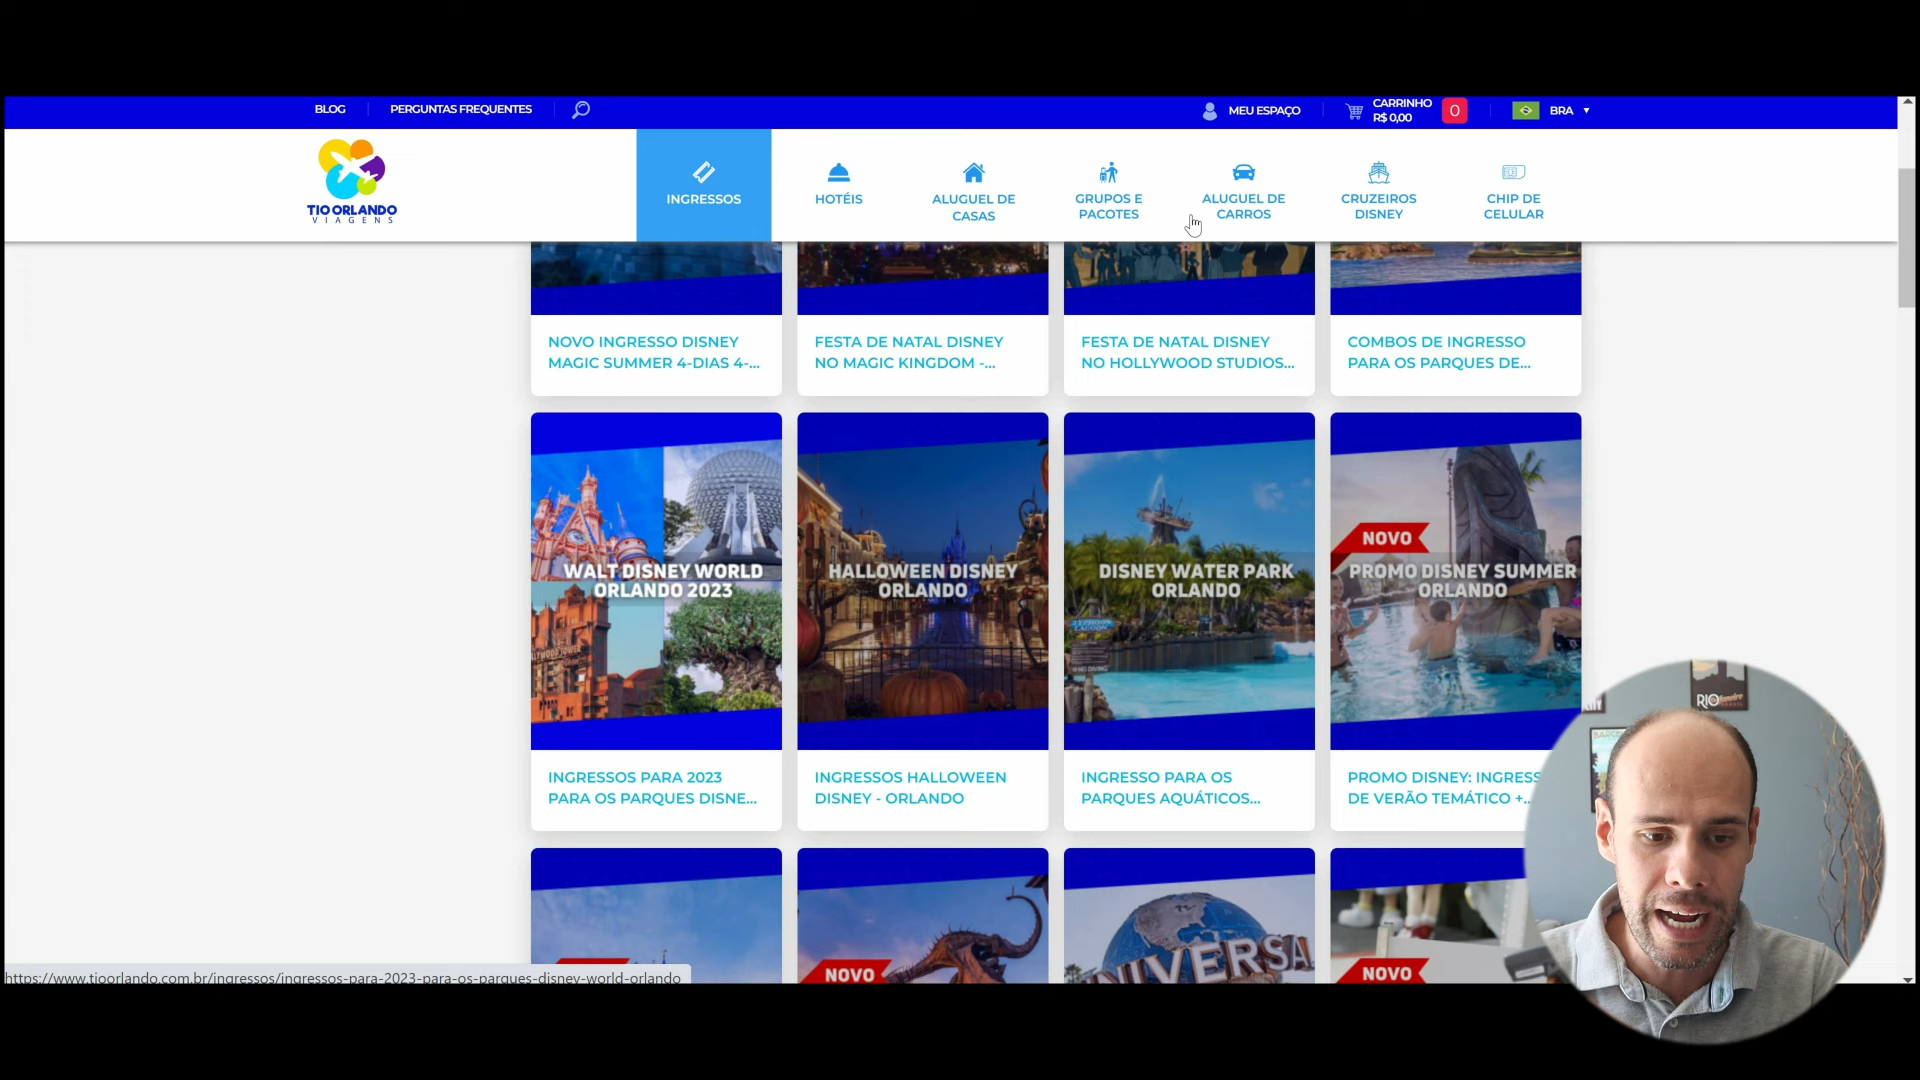 BLOG
PERGUNTAS FREQUENTES
MEU ESPAÇO
CARRINHO
R$ 0,00
0
BRA
TIO ORLANDO
VIAGENS
INGRESSOS
HOTÉIS
ALUGUEL DE
CASAS
GRUPOS E
PACOTES
ALUGUEL DE
CARROS
CRUZEIROS
DISNEY
CHIP DE
CELULAR
NOVO INGRESSO DISNEY
MAGIC SUMMER 4-DIAS 4-...
FESTA DE NATAL DISNEY
NO MAGIC KINGDOM -...
FESTA DE NATAL DISNEY
NO HOLLYWOOD STUDIOS...
COMBOS DE INGRESSO
PARA OS PARQUES DE...
WALT DISNEY WORLD
ORLANDO 2023
HALLOWEEN DISNEY
ORLANDO
DISNEY WATER PARK
ORLANDO
NOVO
PROMO DISNEY SUMMER
ORLANDO
INGRESSOS PARA 2023
PARA OS PARQUES DISNE...
INGRESSOS HALLOWEEN
DISNEY - ORLANDO
INGRESSO PARA OS
PARQUES AQUÁTICOS...
PROMO DISNEY: INGRESS
DE VERÃO TEMÁTICO +...
NOVO
UNIVERSA
NOVO
RIO
https://www.tioorlando.com.br/ingressos/ingressos-para-2023-para-os-parques-disney-world-orlando